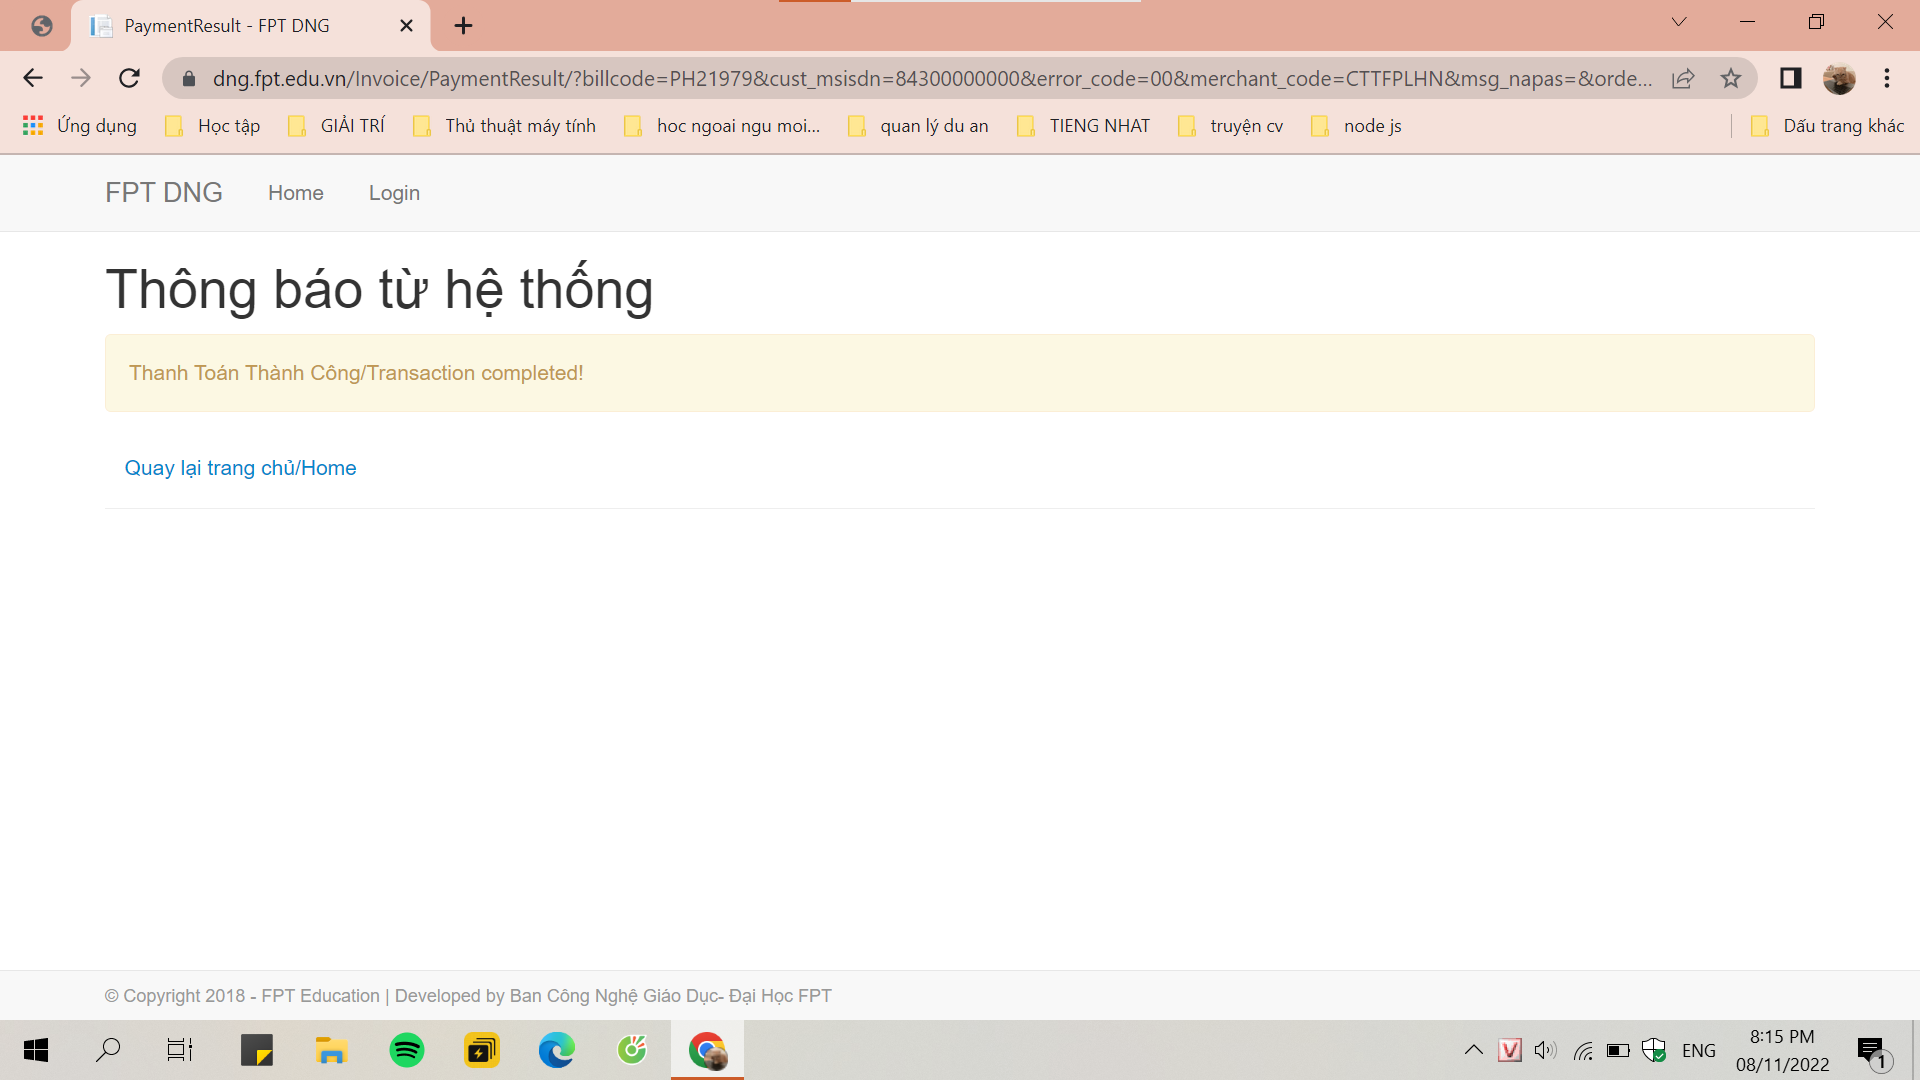 PaymentResult - FPT DNG
dng.fpt.edu.vn/Invoice/PaymentResult/?billcode=PH21979&cust_msisdn=84300000000&error_code=00&merchant_code=CTTFPLHN&msg_napas=&orde...
Ứng dụng
Học tập
GIẢI TRÍ
Thủ thuật máy tính
hoc ngoai ngu moi...
quan lý du an
TIENG NHAT
truyện cv
node js
Dấu trang khác
FPT DNG
Home
Login
Thông báo từ hệ thống
Thanh Toán Thành Công/Transaction completed!
Quay lại trang chủ/Home
© Copyright 2018 - FPT Education | Developed by Ban Công Nghệ Giáo Dục- Đại Học FPT
ENG
8:15 PM
08/11/2022
1